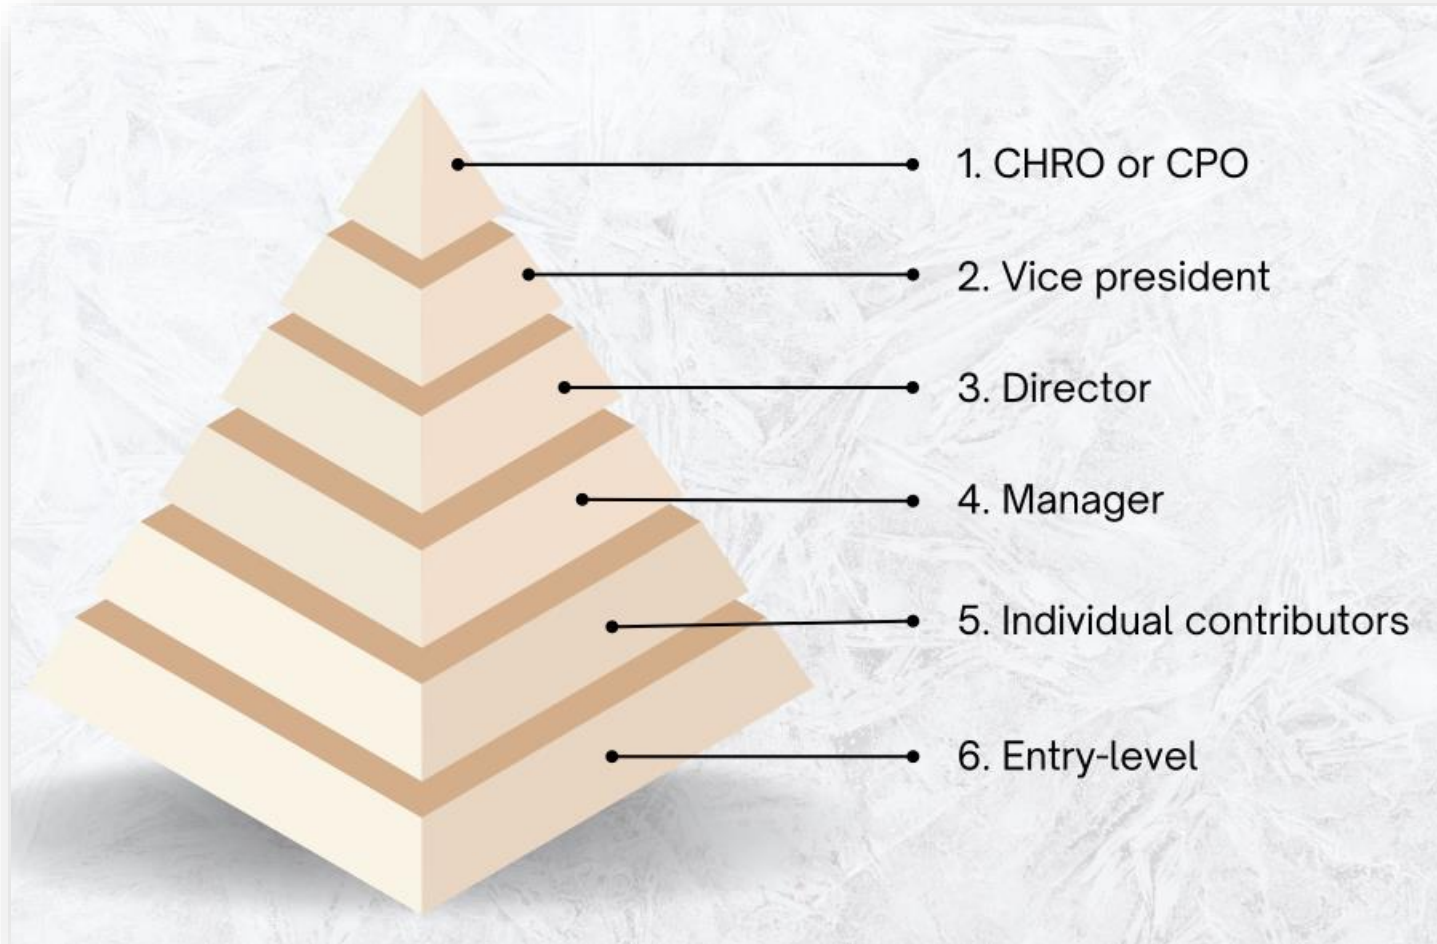 1. CHRO or CPO
2. Vice president
3. Director
4. Manager
5. Individual contributors
6. Entry-level